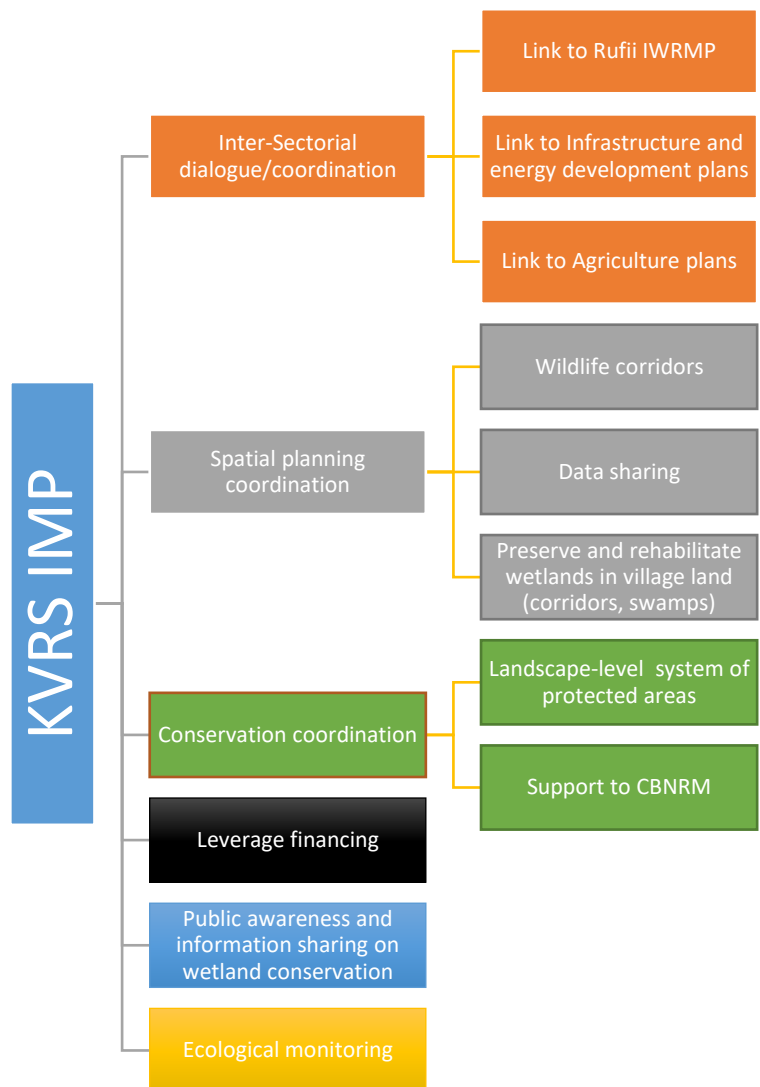 KVRS IMP
Inter-Sectorial
dialogue/coordination
Link to Rufii IWRMP
Link to Infrastructure and
energy development plans
Link to Agriculture plans
Spatial planning
coordination
Wildlife corridors
Data sharing
Preserve and rehabilitate
wetlands in village land
(corridors, swamps)
Conservation coordination
Landscape-level system of
protected areas
Support to CBNRM
Leverage financing
Public awareness and
information sharing on
wetland conservation
Ecological monitoring